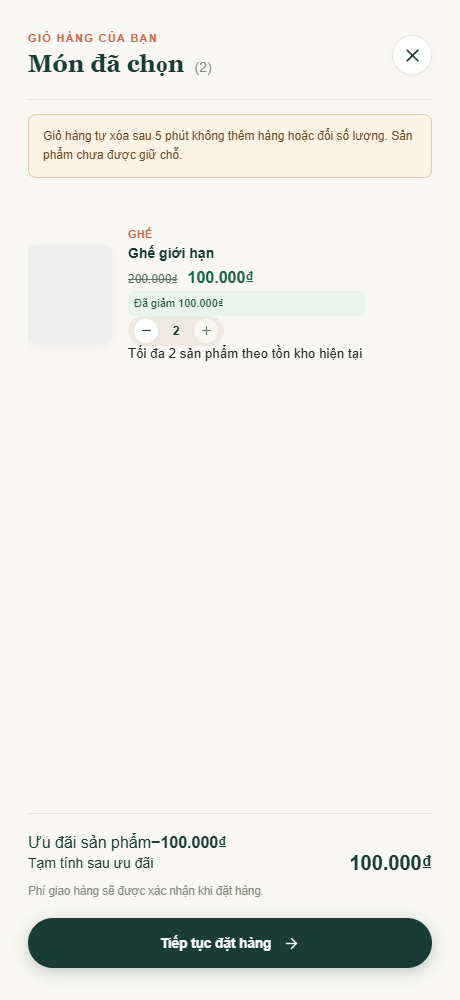 GIỎ HÀNG CỦA BẠN
Món đã chọn (2)
Giỏ hàng tự xóa sau 5 phút không thêm hàng hoặc đổi số lượng. Sản
phẩm chưa được giữ chỗ.
GHẾ
Ghế giới hạn
200.000₫ 100.000₫
Đã giảm 100.000₫
− 2 +
Tối đa 2 sản phẩm theo tồn kho hiện tại
Ưu đãi sản phẩm−100.000₫
Tạm tính sau ưu đãi 100.000₫
Phí giao hàng sẽ được xác nhận khi đặt hàng.
Tiếp tục đặt hàng →